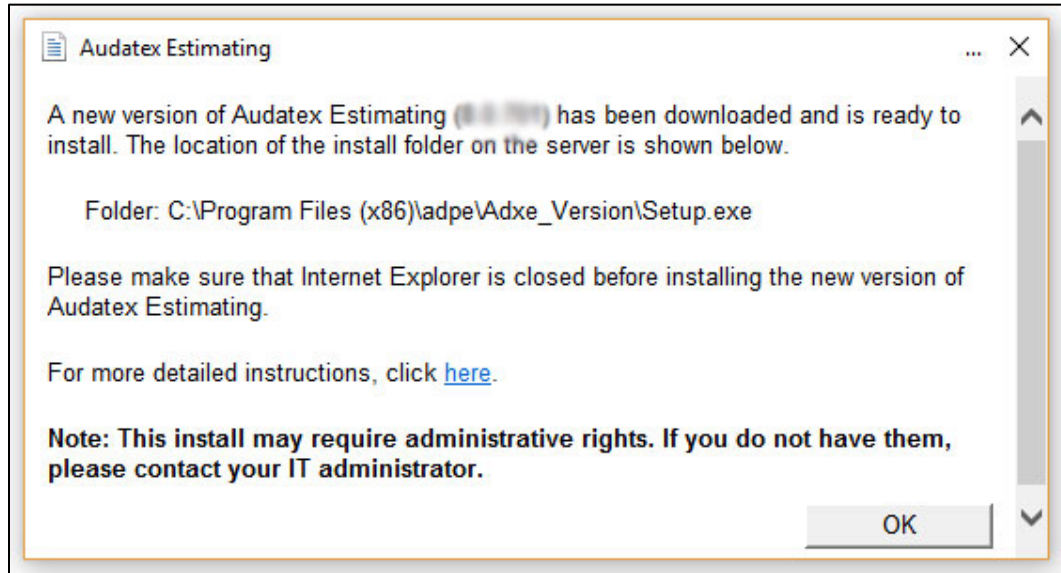 Audatex Estimating ...
A new version of Audatex Estimating ( ) has been downloaded and is ready to
install. The location of the install folder on the server is shown below.
Folder: C:\Program Files (x86)\adpe\Adxe_Version\Setup.exe
Please make sure that Internet Explorer is closed before installing the new version of
Audatex Estimating.
For more detailed instructions, click here.
Note: This install may require administrative rights. If you do not have them,
please contact your IT administrator.
OK